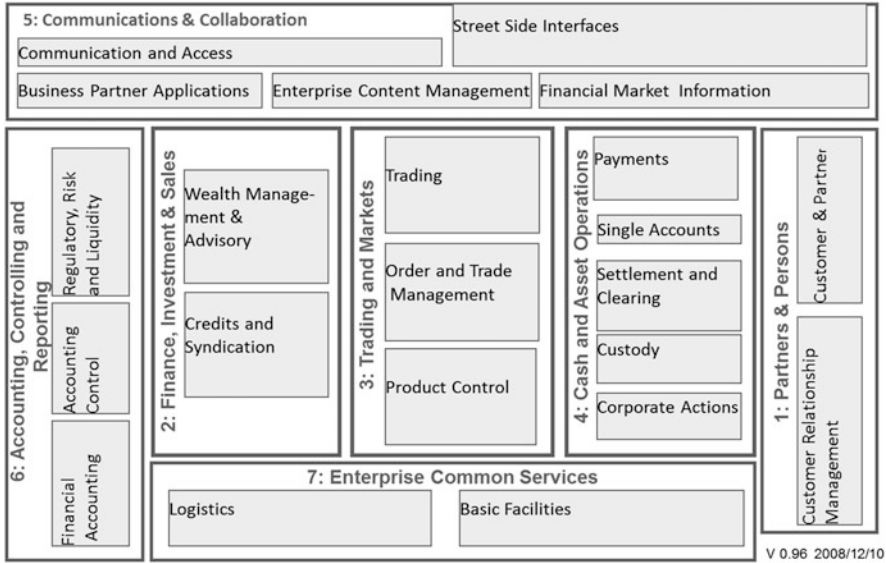 5: Communications & Collaboration
Street Side Interfaces
Communication and Access
Business Partner Applications
Enterprise Content Management
Financial Market Information
6: Accounting, Controlling and
Reporting
Regulatory, Risk
and Liquidity
Accounting
Control
Financial
Accounting
2: Finance, Investment & Sales
Wealth Manage-
ment &
Advisory
Credits and
Syndication
3: Trading and Markets
Trading
Order and Trade
Management
Product Control
4: Cash and Asset Operations
Payments
Single Accounts
Settlement and
Clearing
Custody
Corporate Actions
1: Partners & Persons
Customer & Partner
Customer Relationship
Management
7: Enterprise Common Services
Logistics
Basic Facilities
V 0.96 2008/12/10